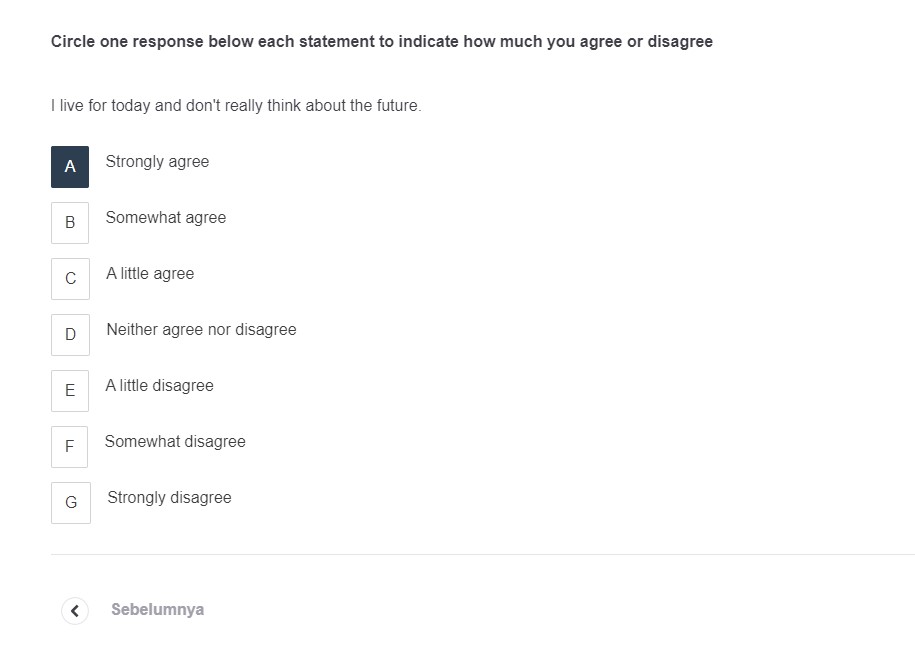 Circle one response below each statement to indicate how much you agree or disagree
I live for today and don't really think about the future.
A Strongly agree
B Somewhat agree
C A little agree
D Neither agree nor disagree
E A little disagree
F Somewhat disagree
G Strongly disagree
Sebelumnya